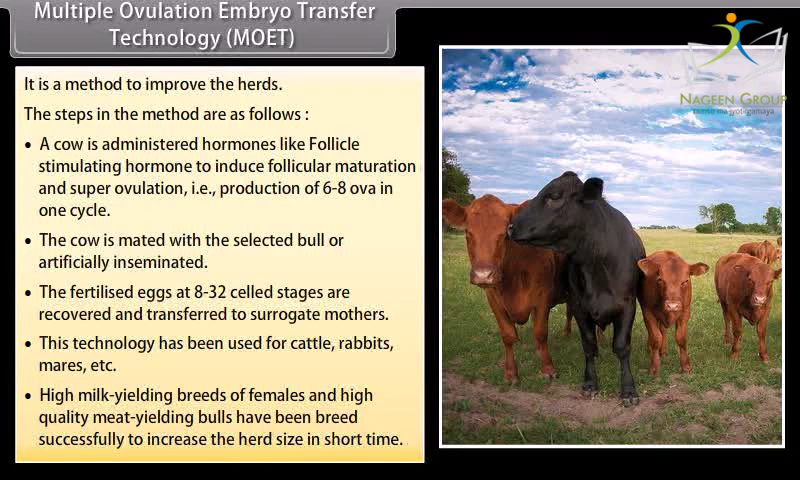 Multiple Ovulation Embryo Transfer
Technology (MOET)
It is a method to improve the herds.
The steps in the method are as follows :
• A cow is administered hormones like Follicle
stimulating hormone to induce follicular maturation
and super ovulation, i.e., production of 6-8 ova in
one cycle.
• The cow is mated with the selected bull or
artificially inseminated.
• The fertilised eggs at 8-32 celled stages are
recovered and transferred to surrogate mothers.
• This technology has been used for cattle, rabbits,
mares, etc.
• High milk-yielding breeds of females and high
quality meat-yielding bulls have been breed
successfully to increase the herd size in short time.
NAGEEN GROUP
tamso ma jyotirgamaya